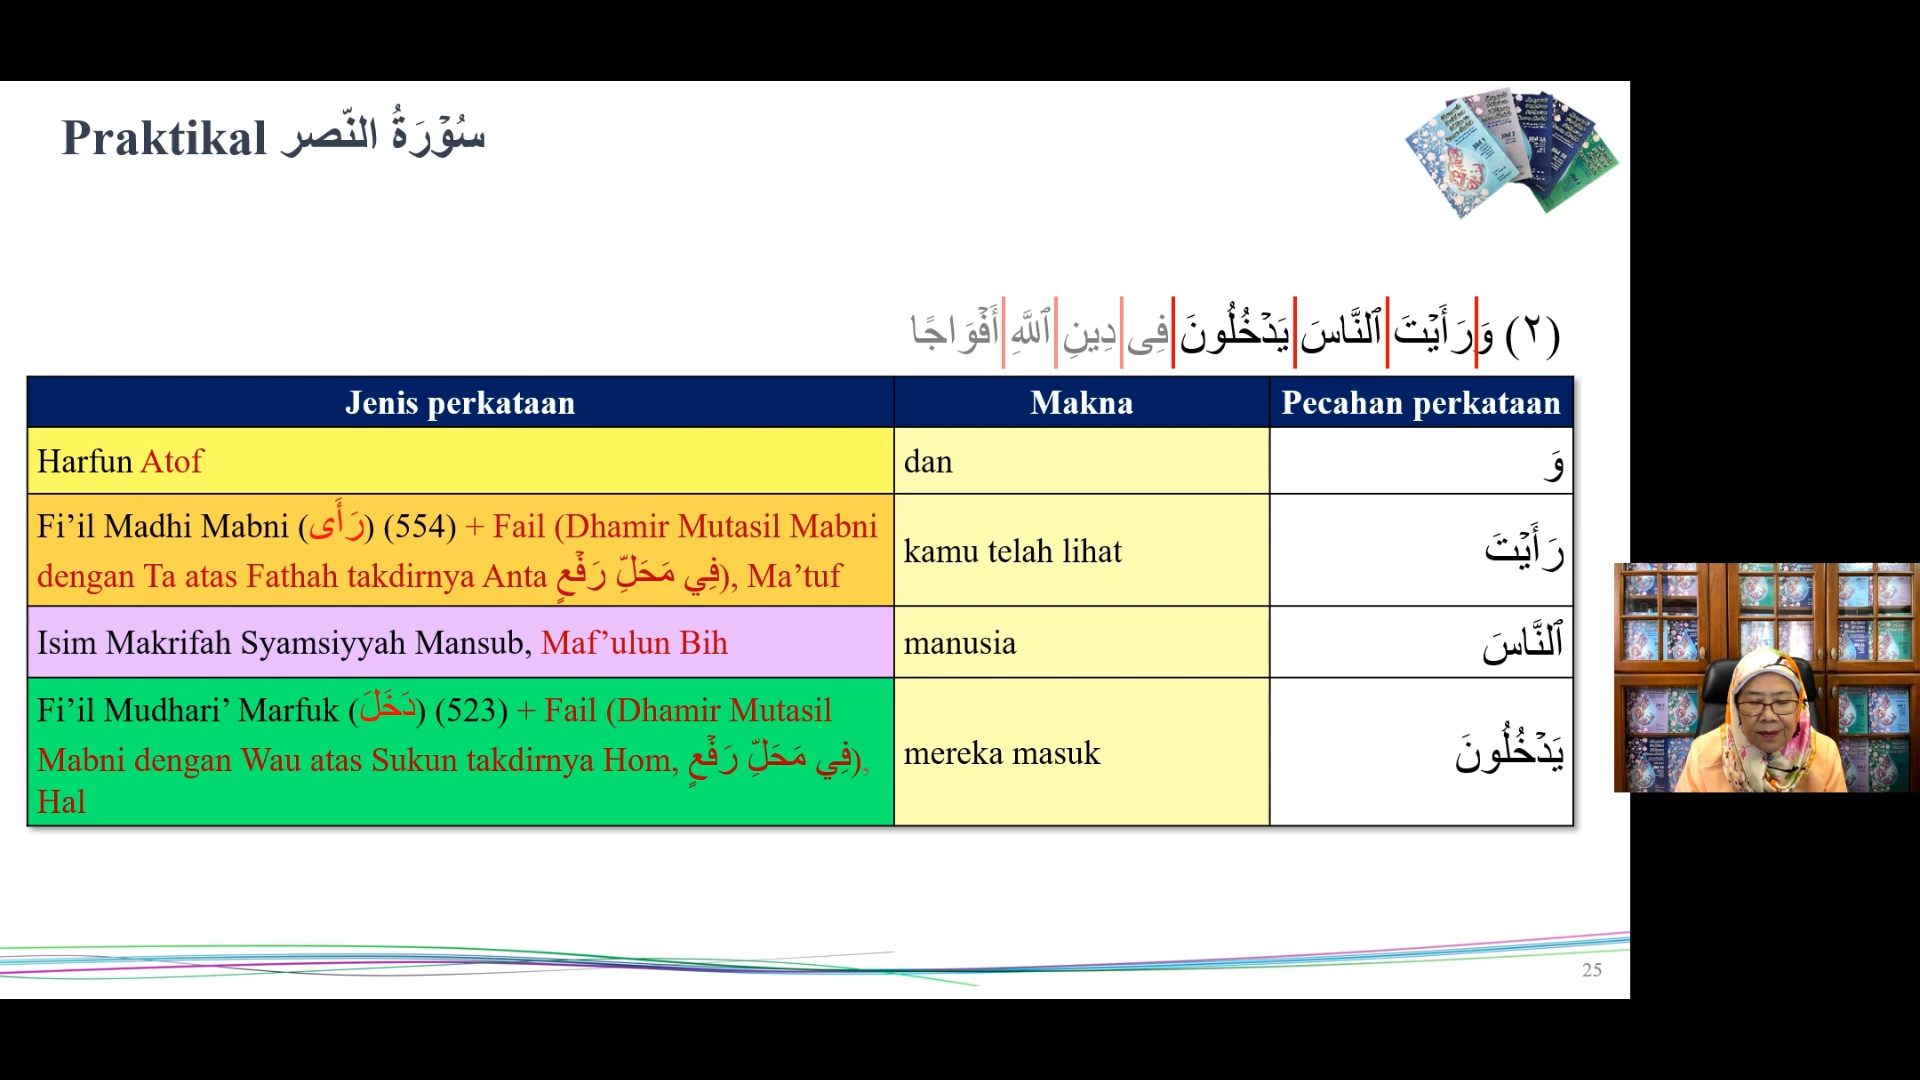 Praktikal سُوْرَةُ النّصر
(٢) وَرَأَيْتَ ٱلنَّاسَ يَدْخُلُونَ فِى دِينِ ٱللَّهِ أَفْوَاجًا
Jenis perkataan Makna Pecahan perkataan
Harfun Atof dan وَ
Fi’il Madhi Mabni (رَأَى) (554) + Fail (Dhamir Mutasil Mabni
dengan Ta atas Fathah takdirnya Anta فِي مَحَلِّ رَفْعٍ), Ma’tuf
kamu telah lihat رَأَيْتَ
Isim Makrifah Syamsiyyah Mansub, Maf’ulun Bih manusia ٱلنَّاسَ
Fi’il Mudhari’ Marfuk (دَخَلَ) (523) + Fail (Dhamir Mutasil
Mabni dengan Wau atas Sukun takdirnya Hom, فِي مَحَلِّ رَفْعٍ),
Hal
mereka masuk يَدْخُلُونَ
25